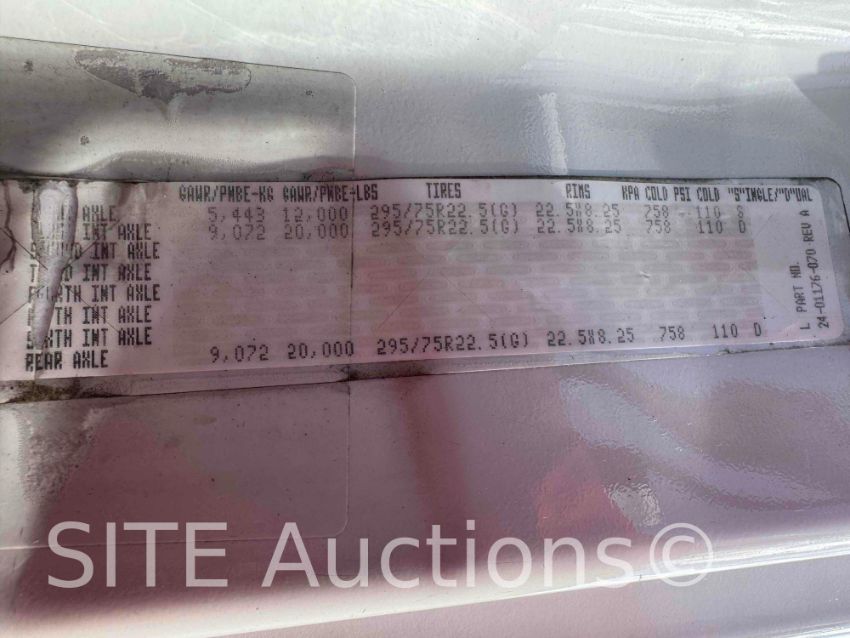 GAWR/PNBE-KG GAWR/PNBE-LBS TIRES RIMS KPA COLD PSI COLD "S"INGLE/"D"UAL
AXLE 5,443 12,000 295/75R22.5(G) 22.5X8.25 758 110 S
INT AXLE 9,072 20,000 295/75R22.5(G) 22.5X8.25 758 110 D
INT AXLE
INT AXLE
INT AXLE
INT AXLE
INT AXLE
REAR AXLE 9,072 20,000 295/75R22.5(G) 22.5X8.25 758 110 D
L PART NO.
24-01176-070 REV A
SITE Auctions©